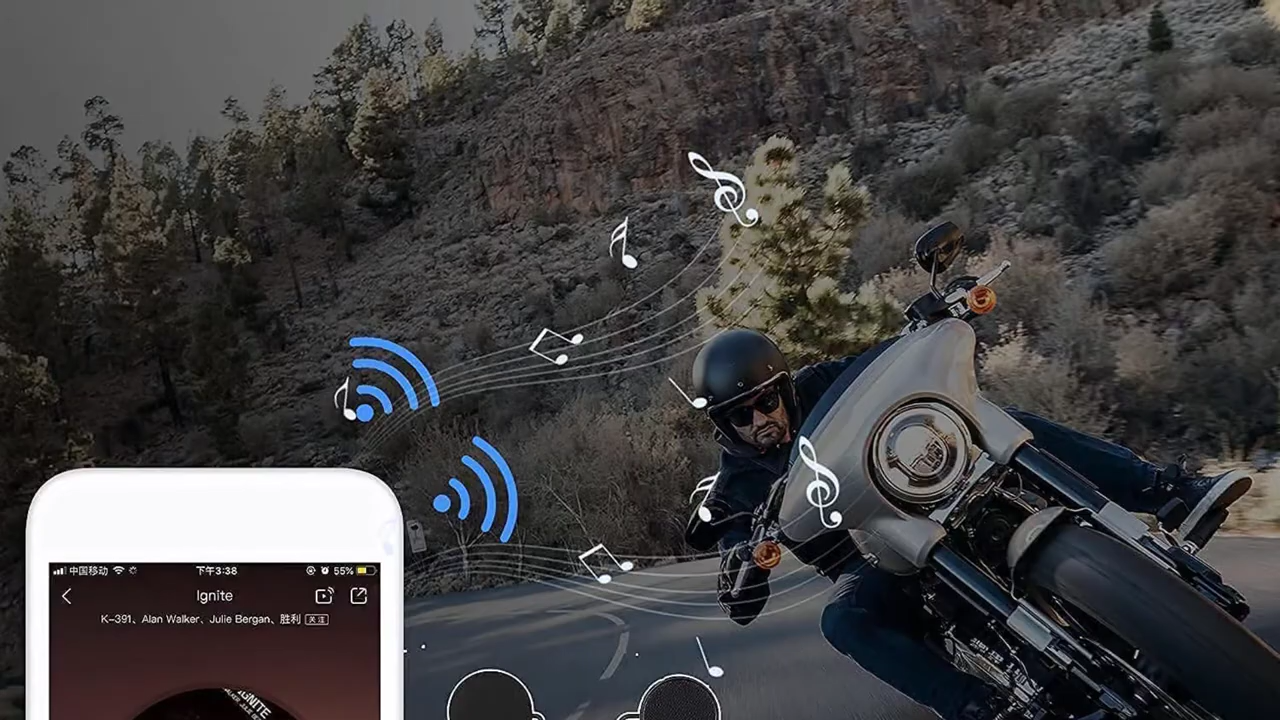 中国移动 下午3:38 55%
Ignite
K-391、Alan Walker、Julie Bergan、胜利 关注
IGNITE